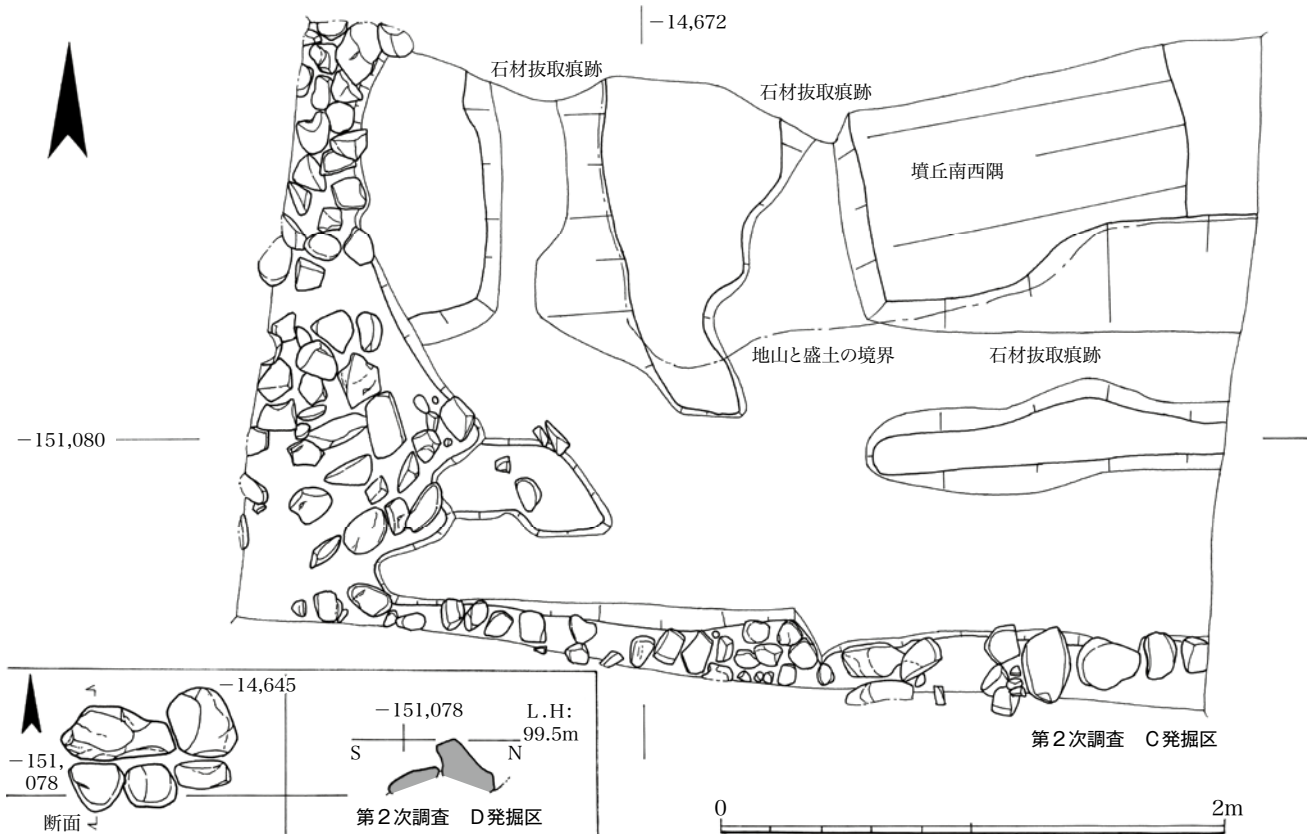 −14,672
石材抜取痕跡
石材抜取痕跡
墳丘南西隅
地山と盛土の境界
石材抜取痕跡
−151,080
−14,645
−151,
078
断面
−151,078
L.H:
99.5m
S
N
第2次調査 D発掘区
第2次調査 C発掘区
0
2m